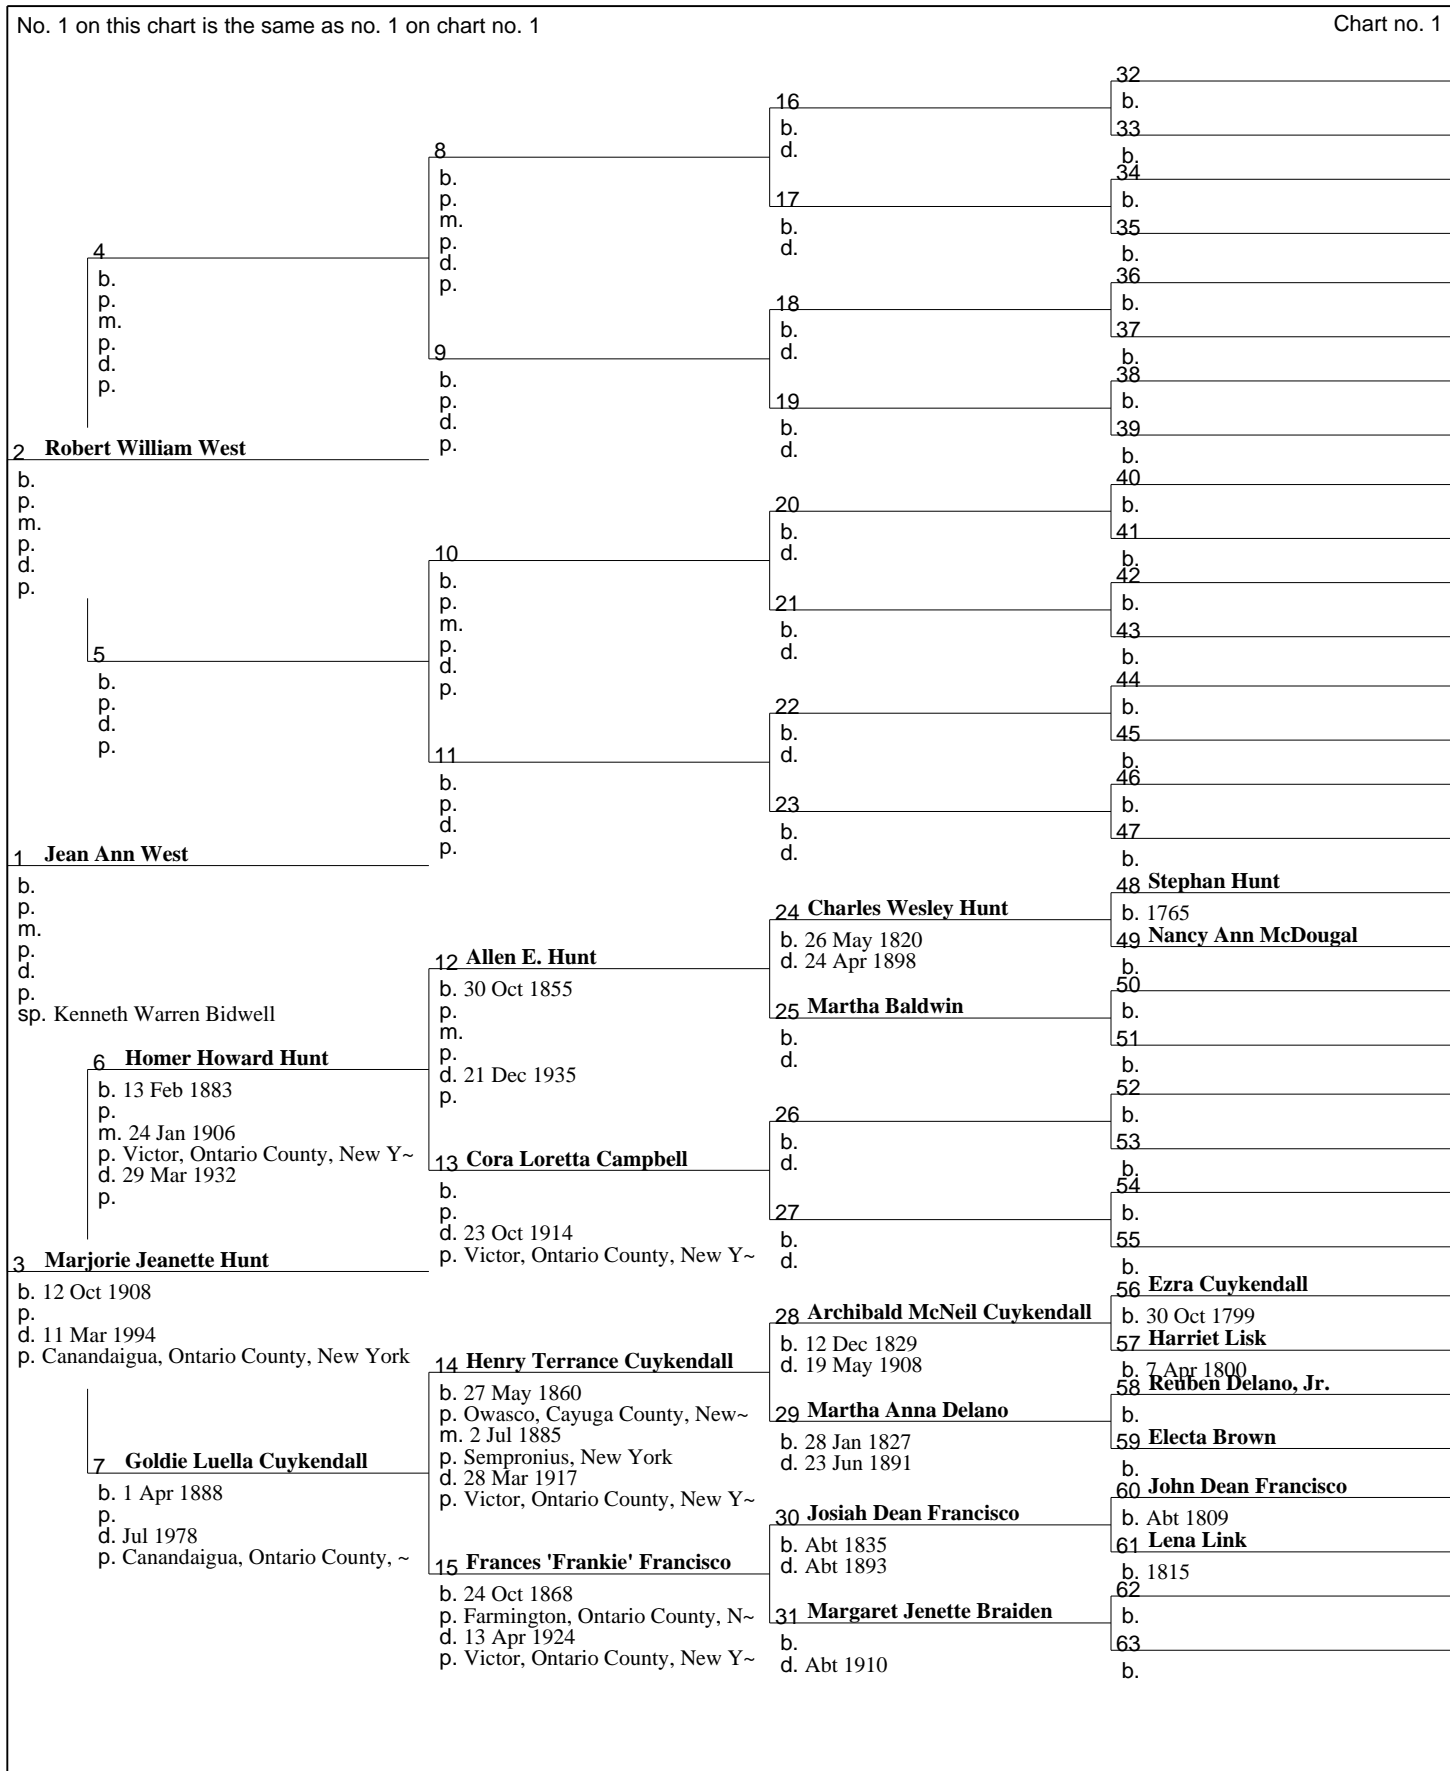 No. 1 on this chart is the same as no. 1 on chart no. 1
Chart no. 1
2 Robert William West
b.
p.
m.
p.
d.
p.
1 Jean Ann West
b.
p.
m.
p.
d.
p.
sp. Kenneth Warren Bidwell
3 Marjorie Jeanette Hunt
b. 12 Oct 1908
p.
d. 11 Mar 1994
p. Canandaigua, Ontario County, New York
4
b.
p.
m.
p.
d.
p.
5
b.
p.
d.
p.
6 Homer Howard Hunt
b. 13 Feb 1883
p.
m. 24 Jan 1906
p. Victor, Ontario County, New Y~
d. 29 Mar 1932
p.
7 Goldie Luella Cuykendall
b. 1 Apr 1888
p.
d. Jul 1978
p. Canandaigua, Ontario County, ~
8
b.
p.
m.
p.
d.
p.
9
b.
p.
d.
p.
10
b.
p.
m.
p.
d.
p.
11
b.
p.
d.
p.
12 Allen E. Hunt
b. 30 Oct 1855
p.
m.
p.
d. 21 Dec 1935
p.
13 Cora Loretta Campbell
b.
p.
d. 23 Oct 1914
p. Victor, Ontario County, New Y~
14 Henry Terrance Cuykendall
b. 27 May 1860
p. Owasco, Cayuga County, New~
m. 2 Jul 1885
p. Sempronius, New York
d. 28 Mar 1917
p. Victor, Ontario County, New Y~
15 Frances 'Frankie' Francisco
b. 24 Oct 1868
p. Farmington, Ontario County, N~
d. 13 Apr 1924
p. Victor, Ontario County, New Y~
16
b.
d.
17
b.
d.
18
b.
d.
19
b.
d.
20
b.
d.
21
b.
d.
22
b.
d.
23
b.
d.
24 Charles Wesley Hunt
b. 26 May 1820
d. 24 Apr 1898
25 Martha Baldwin
b.
d.
26
b.
d.
27
b.
d.
28 Archibald McNeil Cuykendall
b. 12 Dec 1829
d. 19 May 1908
29 Martha Anna Delano
b. 28 Jan 1827
d. 23 Jun 1891
30 Josiah Dean Francisco
b. Abt 1835
d. Abt 1893
31 Margaret Jenette Braiden
b.
d. Abt 1910
32
b.
33
b.
34
b.
35
b.
36
b.
37
b.
38
b.
39
b.
40
b.
41
b.
42
b.
43
b.
44
b.
45
b.
46
b.
47
b.
48 Stephan Hunt
b. 1765
49 Nancy Ann McDougal
b.
50
b.
51
b.
52
b.
53
b.
54
b.
55
b.
56 Ezra Cuykendall
b. 30 Oct 1799
57 Harriet Lisk
b. 7 Apr 1800
58 Reuben Delano, Jr.
b.
59 Electa Brown
b.
60 John Dean Francisco
b. Abt 1809
61 Lena Link
b. 1815
62
b.
63
b.